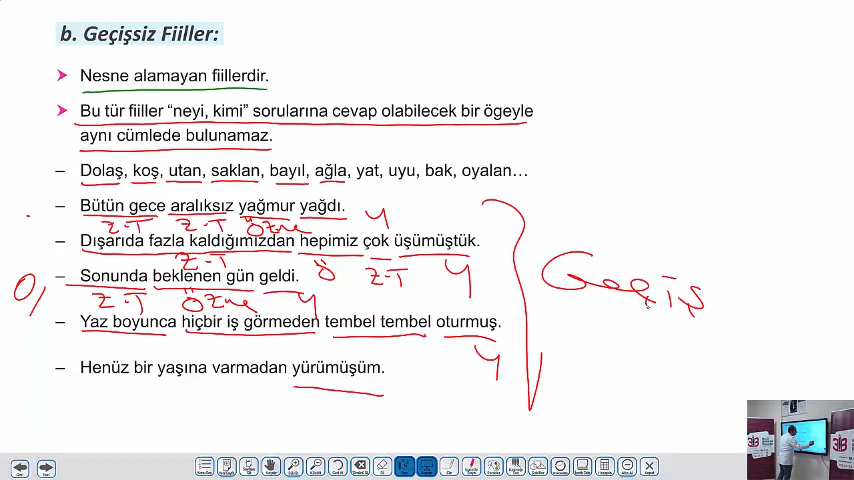 b. Geçişsiz Fiiller:
Nesne alamayan fiillerdir.
Bu tür fiiller “neyi, kimi” sorularına cevap olabilecek bir ögeyle
aynı cümlede bulunamaz.
– Dolaş, koş, utan, saklan, bayıl, ağla, yat, uyu, bak, oyalan…
– Bütün gece aralıksız yağmur yağdı.
Z.T Z.T Özne Y
– Dışarıda fazla kaldığımızdan hepimiz çok üşümüştük.
Z.T Ö Z.T Y
– Sonunda beklenen gün geldi.
Z.T Özne Y
– Yaz boyunca hiçbir iş görmeden tembel tembel oturmuş.
Y
– Henüz bir yaşına varmadan yürümüşüm.
Geçiş